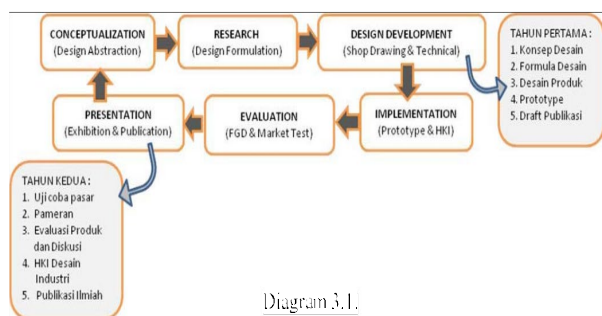 CONCEPTUALIZATION
(Design Abstraction)
RESEARCH
(Design Formulation)
DESIGN DEVELOPMENT
(Shop Drawing & Technical)
TAHUN PERTAMA :
1. Konsep Desain
2. Formula Desain
3. Desain Produk
4. Prototype
5. Draft Publikasi
PRESENTATION
(Exhibition & Publication)
EVALUATION
(FGD & Market Test)
IMPLEMENTATION
(Prototype & HKI)
TAHUN KEDUA :
1. Uji coba pasar
2. Pameran
3. Evaluasi Produk
dan Diskusi
4. HKI Desain
Industri
5. Publikasi Ilmiah
Diagram 3.1.